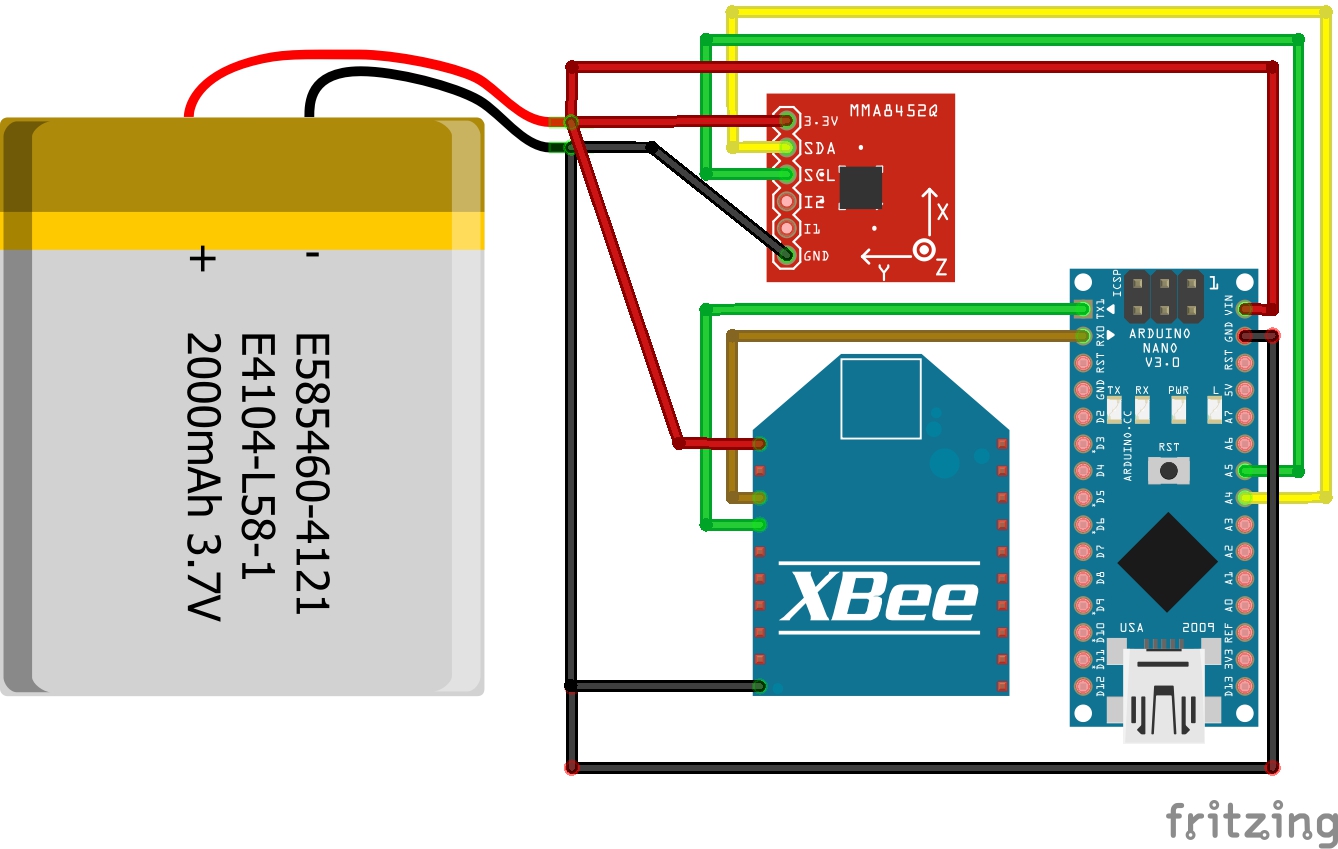 +
-
E585460-4121
E4104-L58-1
2000mAh 3.7V
MMA8452Q
3.3V
SDA
SCL
I2
I1
GND
X
Y
Z
ICSP
1
TX1
RX0
RST
GND
D2
D3
D4
D5
D6
D7
D8
D9
D10
D11
D12
ARDUINO
NANO
V3.0
TX
RX
PWR
L
ARDUINO.CC
RST
USA
2009
VIN
GND
RST
5V
A7
A6
A5
A4
A3
A2
A1
A0
REF
3V3
D13
XBee
fritzing